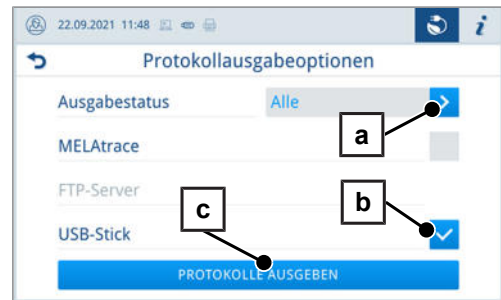 22.09.2021 11:48
i
Protokollausgabeoptionen
Ausgabestatus Alle
a
MELAtrace
FTP-Server
c b
USB-Stick
PROTOKOLLE AUSGEBEN